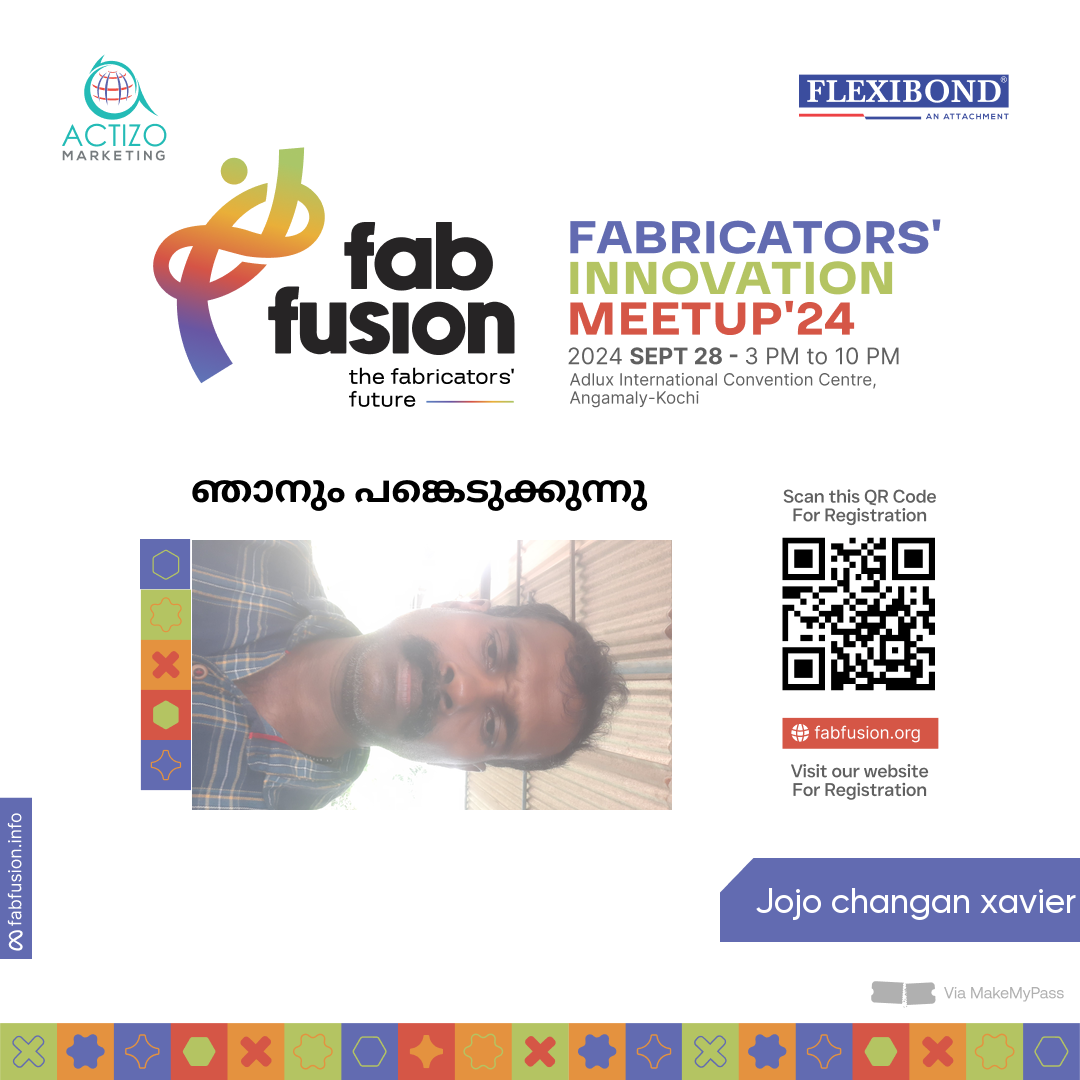 ACTIZO
MARKETING
FLEXIBOND®
AN ATTACHMENT
fab
fusion
the fabricators'
future
FABRICATORS'
INNOVATION
MEETUP'24
2024 SEPT 28 - 3 PM to 10 PM
Adlux International Convention Centre,
Angamaly-Kochi
ഞാനും പങ്കെടുക്കുന്നു
Scan this QR Code
For Registration
fabfusion.org
Visit our website
For Registration
fabfusion.info
Jojo changan xavier
Via MakeMyPass